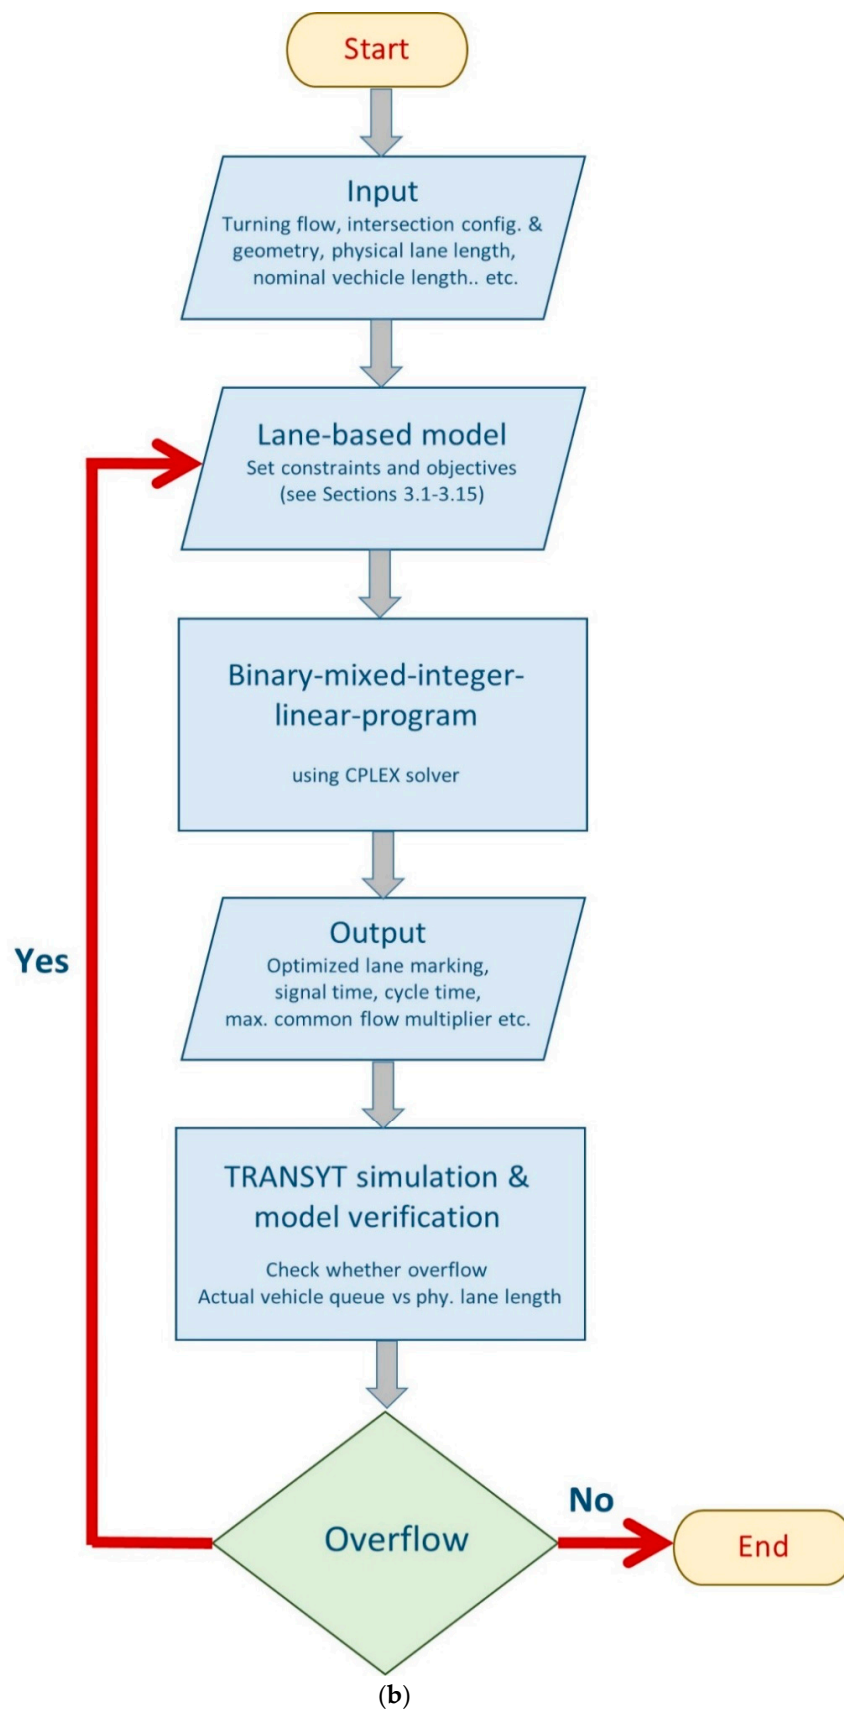 Start
Input
Turning flow, intersection config. &
geometry, physical lane length,
nominal vechicle length.. etc.
Lane-based model
Set constraints and objectives
(see Sections 3.1-3.15)
Binary-mixed-integer-
linear-program
using CPLEX solver
Output
Optimized lane marking,
signal time, cycle time,
max. common flow multiplier etc.
Yes
TRANSYT simulation &
model verification
Check whether overflow
Actual vehicle queue vs phy. lane length
No
Overflow
End
(b)